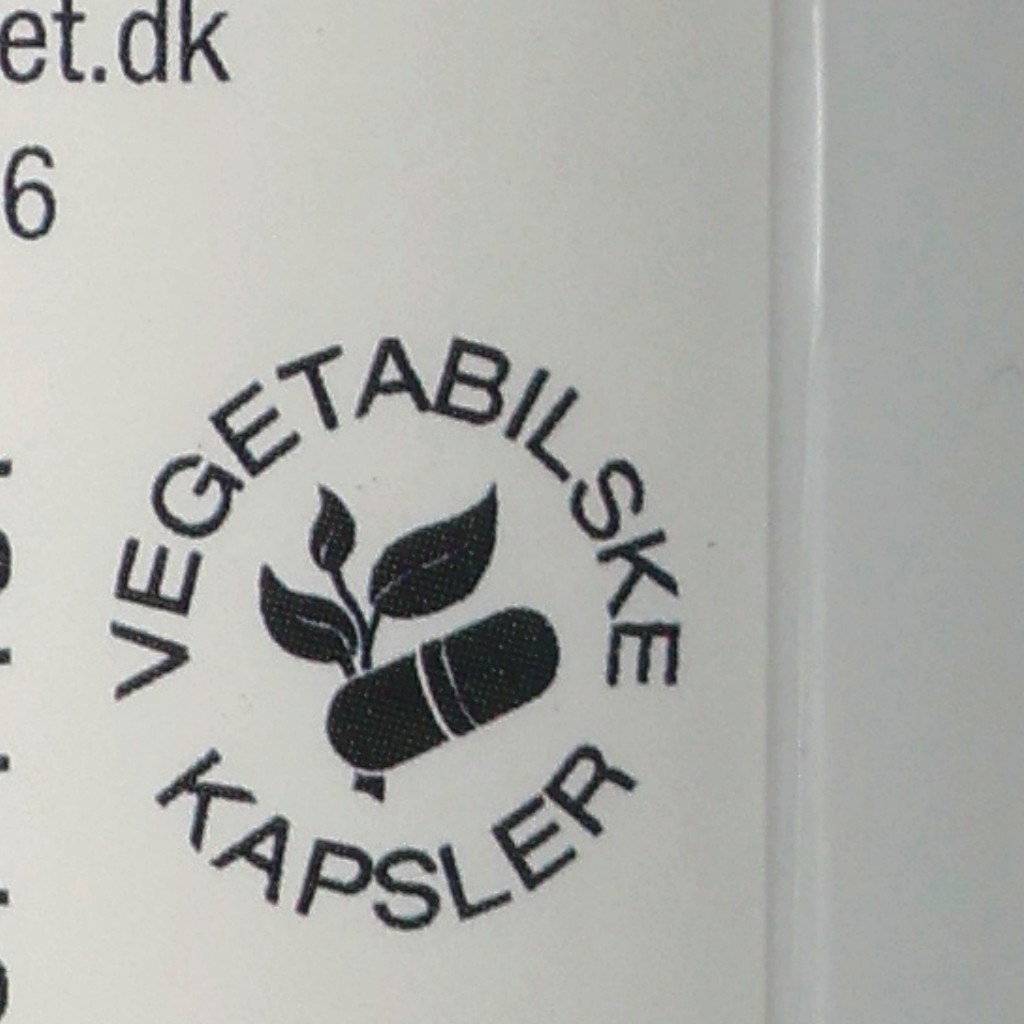 et.dk
6
VEGETABILSKE
KAPSLER